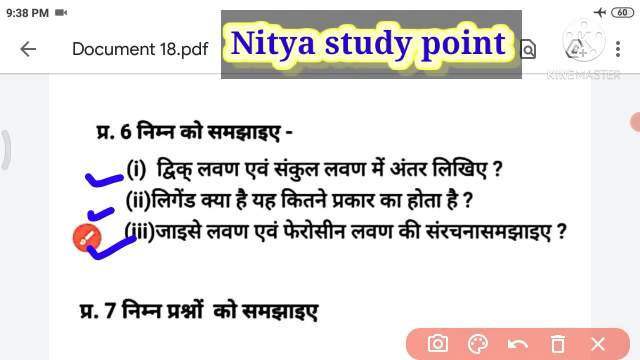 9:38 PM
60
Document 18.pdf
Nitya study point
KINEMASTER
प्र. 6 निम्न को समझाइए -
(i) द्विक् लवण एवं संकुल लवण में अंतर लिखिए ?
(ii)लिगेंड क्या है यह कितने प्रकार का होता है ?
(iii)जाइसे लवण एवं फेरोसीन लवण की संरचनासमझाइए ?
प्र. 7 निम्न प्रश्नों को समझाइए